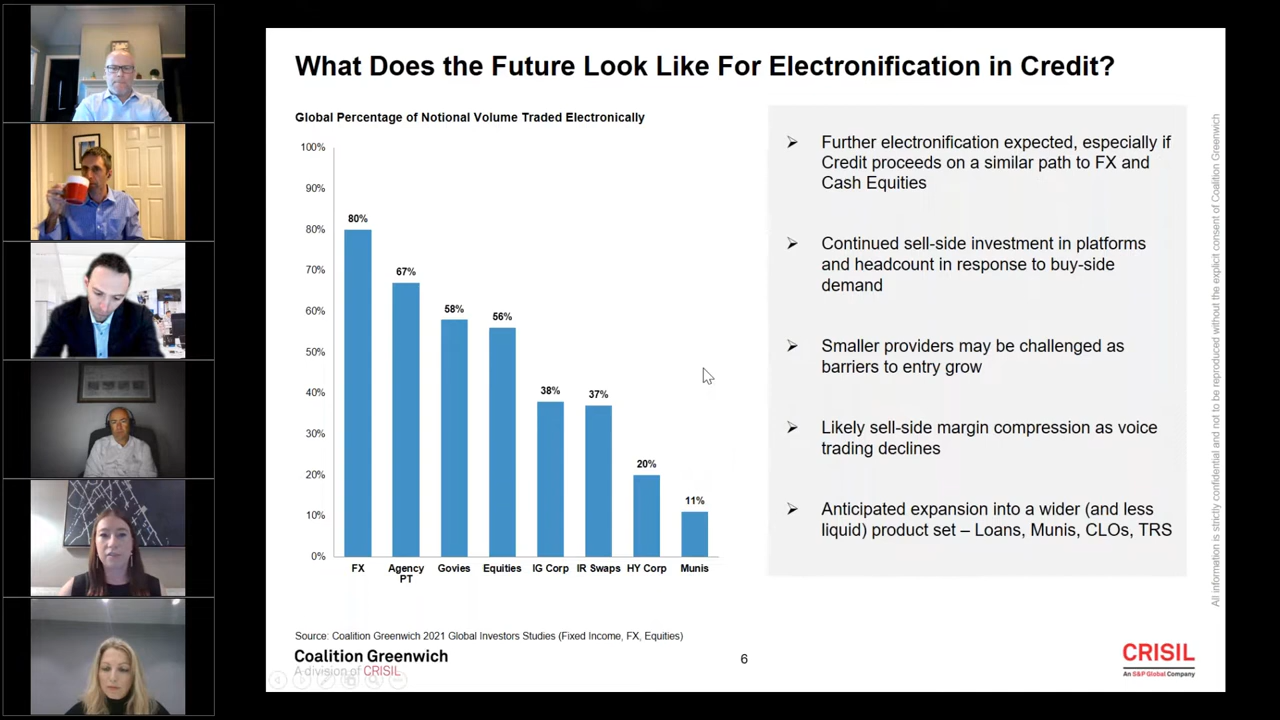 What Does the Future Look Like For Electronification in Credit?
Global Percentage of Notional Volume Traded Electronically
100%
90%
80%
70%
60%
50%
40%
30%
20%
10%
0%
80%
67%
58%
56%
38%
37%
20%
11%
FX
Agency
PT
Govies
Equities
IG Corp
IR Swaps
HY Corp
Munis
➢ Further electronification expected, especially if
Credit proceeds on a similar path to FX and
Cash Equities
➢ Continued sell-side investment in platforms
and headcount in response to buy-side
demand
➢ Smaller providers may be challenged as
barriers to entry grow
➢ Likely sell-side margin compression as voice
trading declines
➢ Anticipated expansion into a wider (and less
liquid) product set – Loans, Munis, CLOs, TRS
All information is strictly confidential and not to be reproduced without the explicit consent of Coalition Greenwich
Source: Coalition Greenwich 2021 Global Investors Studies (Fixed Income, FX, Equities)
Coalition Greenwich
A division of CRISIL
6
CRISIL
An S&P Global Company